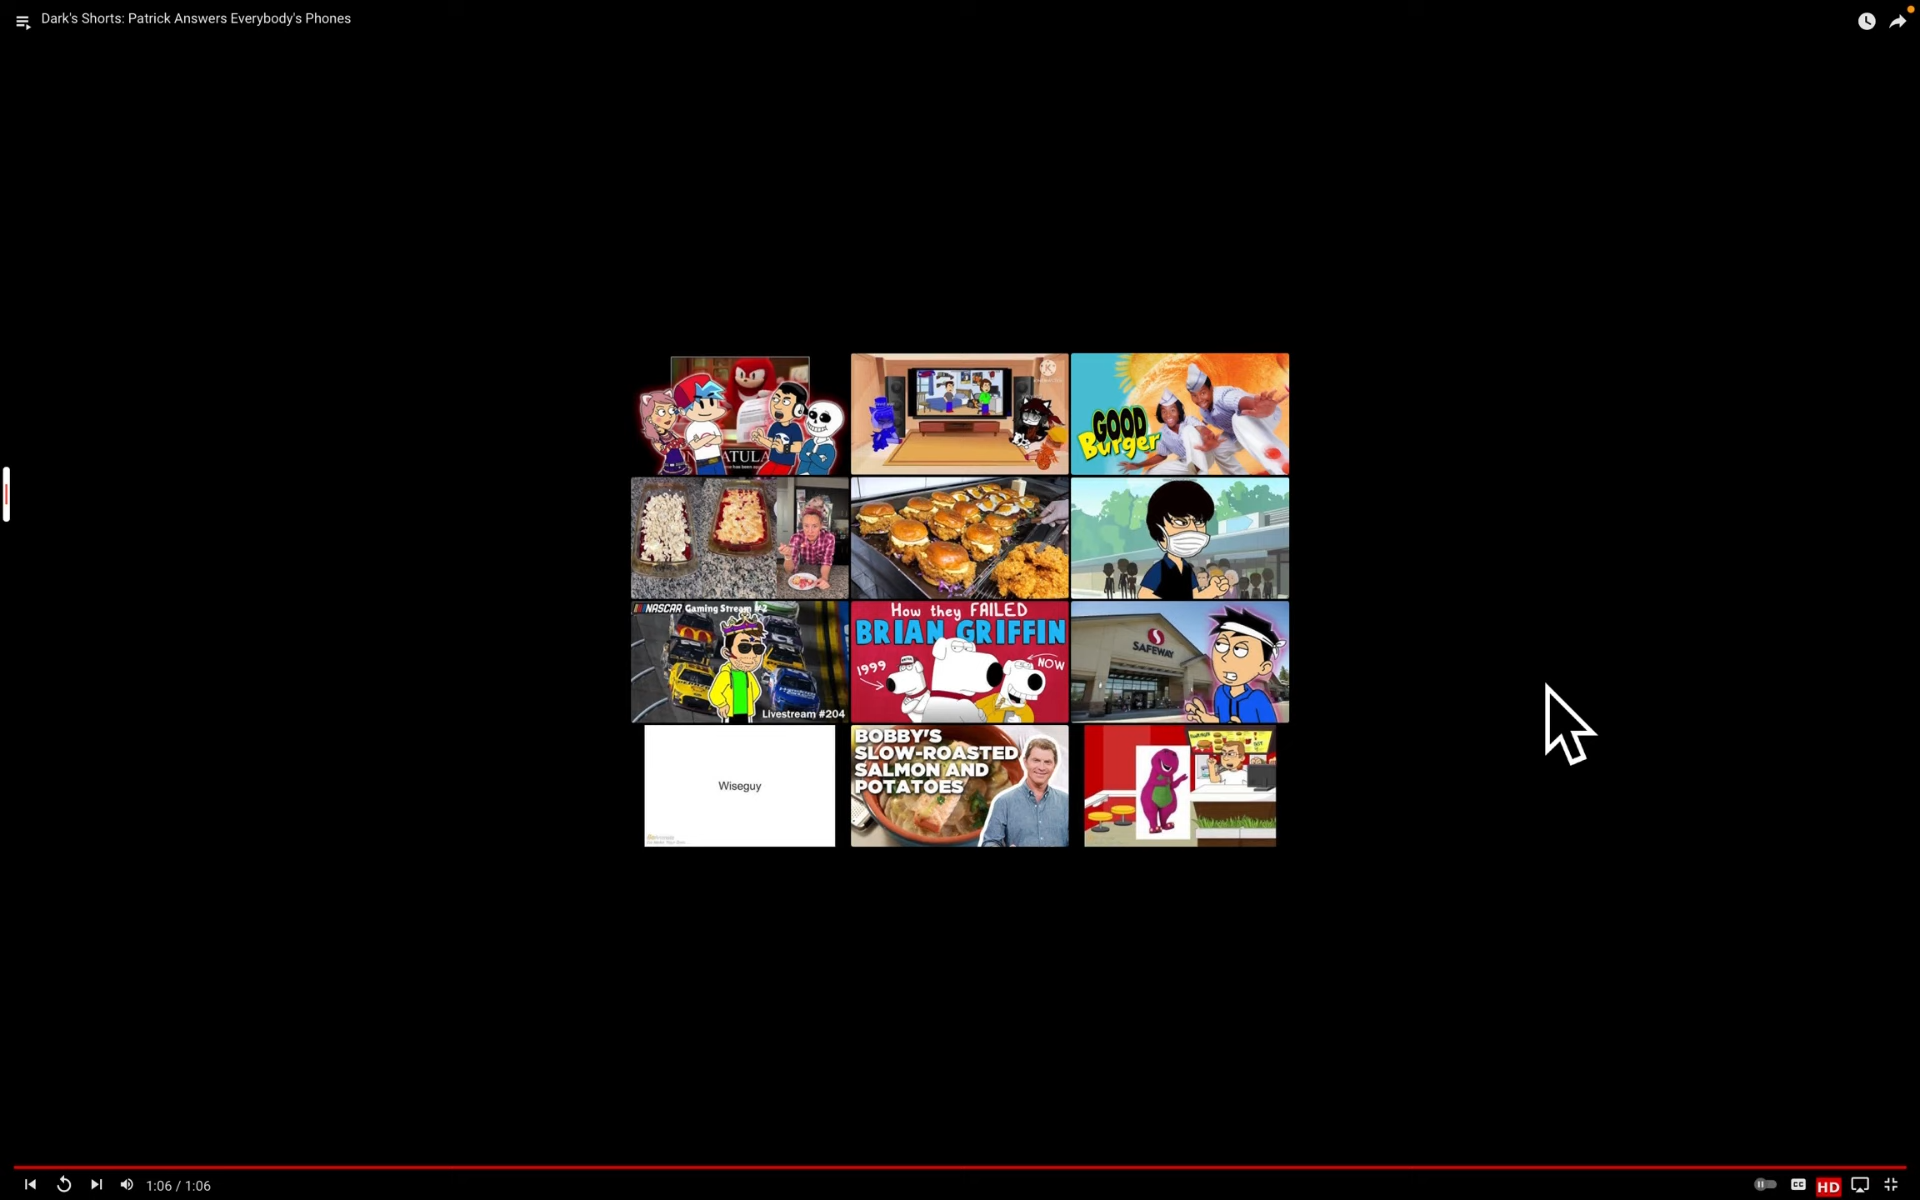 Dark's Shorts: Patrick Answers Everybody's Phones
GOOD
Burger
NASCAR Gaming Stream #2
Livestream #204
How they FAILED
BRIAN GRIFFIN
1999
NOW
SAFEWAY
Wiseguy
BOBBY'S
SLOW-ROASTED
SALMON AND
POTATOES
1:06 / 1:06
CC
HD